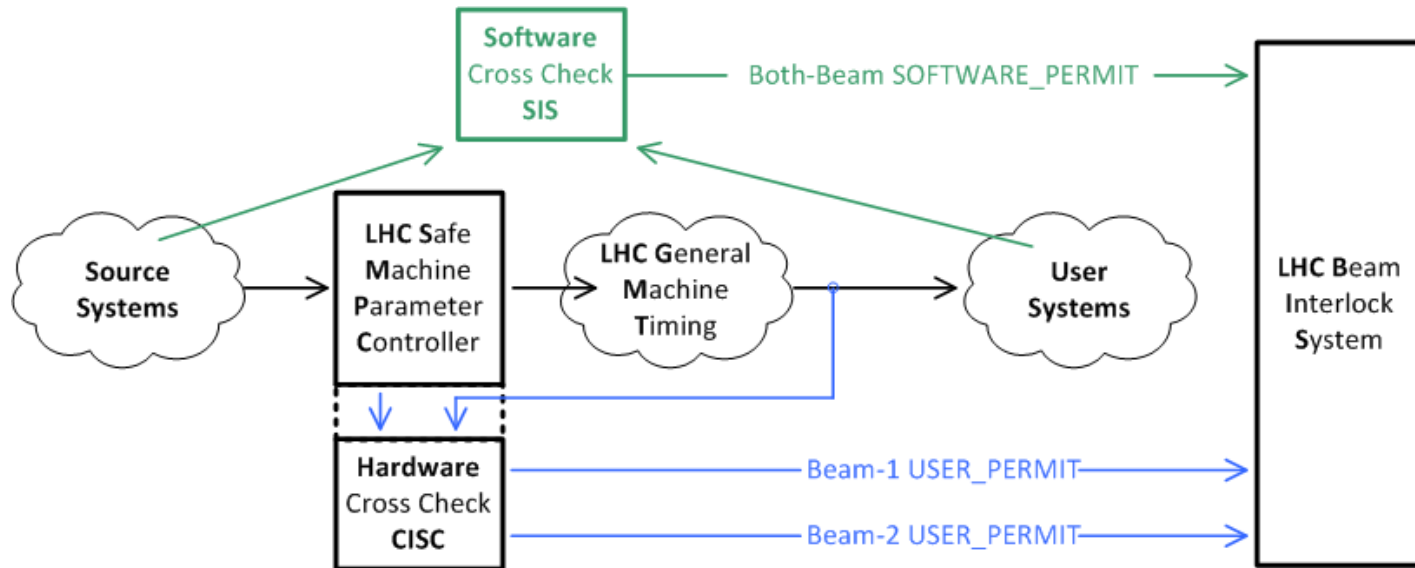 Software
Cross Check
SIS
Both-Beam SOFTWARE_PERMIT
Source
Systems
LHC Safe
Machine
Parameter
Controller
LHC General
Machine
Timing
User
Systems
LHC Beam
Interlock
System
Hardware
Cross Check
CISC
Beam-1 USER_PERMIT
Beam-2 USER_PERMIT